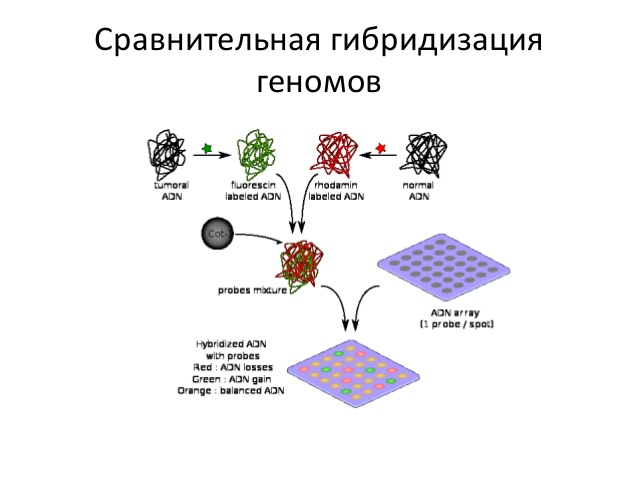 Сравнительная гибридизация
геномов
tumoral
ADN
fluorescin
labeled ADN
rhodamin
labeled ADN
normal
ADN
Cot-
probes mixture
ADN array
(1 probe / spot)
Hybridized ADN
with probes
Red : ADN losses
Green : ADN gain
Orange : balanced ADN